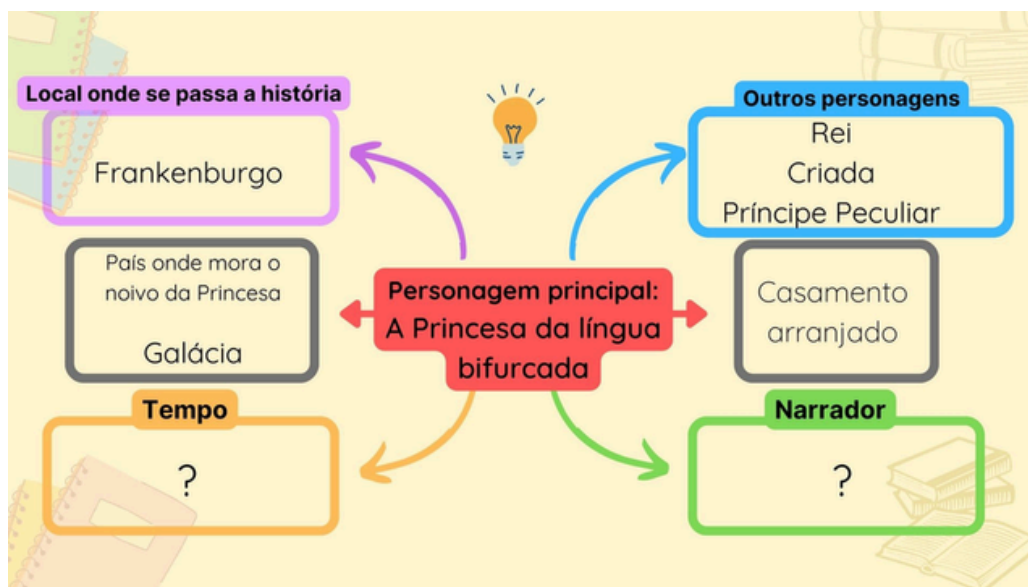 Local onde se passa a história
Frankenburgo
Outros personagens
Rei
Criada
Príncipe Peculiar
País onde mora o
noivo da Princesa
Galácia
Personagem principal:
A Princesa da língua
bifurcada
Casamento
arranjado
Tempo
?
Narrador
?